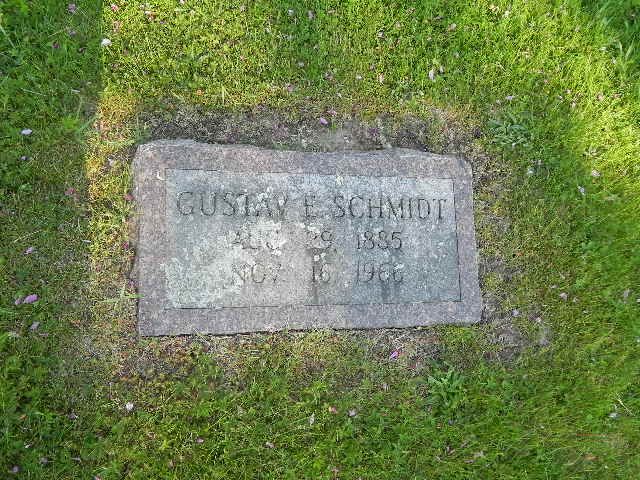 GUSTAV E. SCHMIDT
AUG. 29, 1885
NOV. 16, 1966